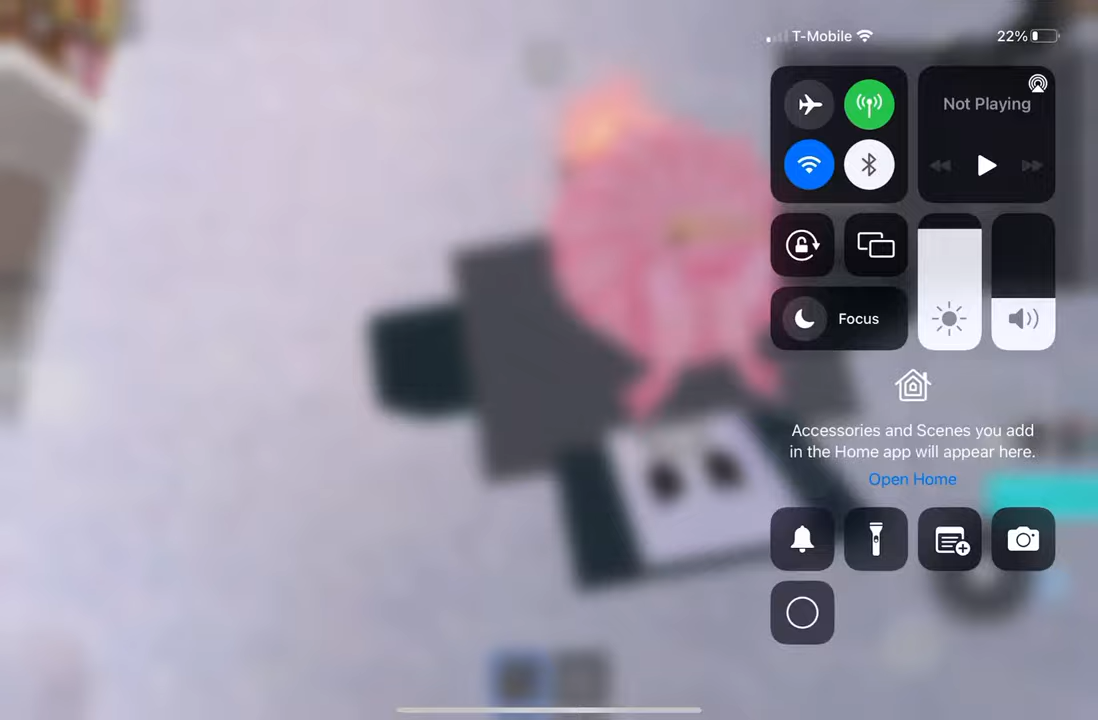 T-Mobile
22%
Not Playing
Focus
Accessories and Scenes you add
in the Home app will appear here.
Open Home